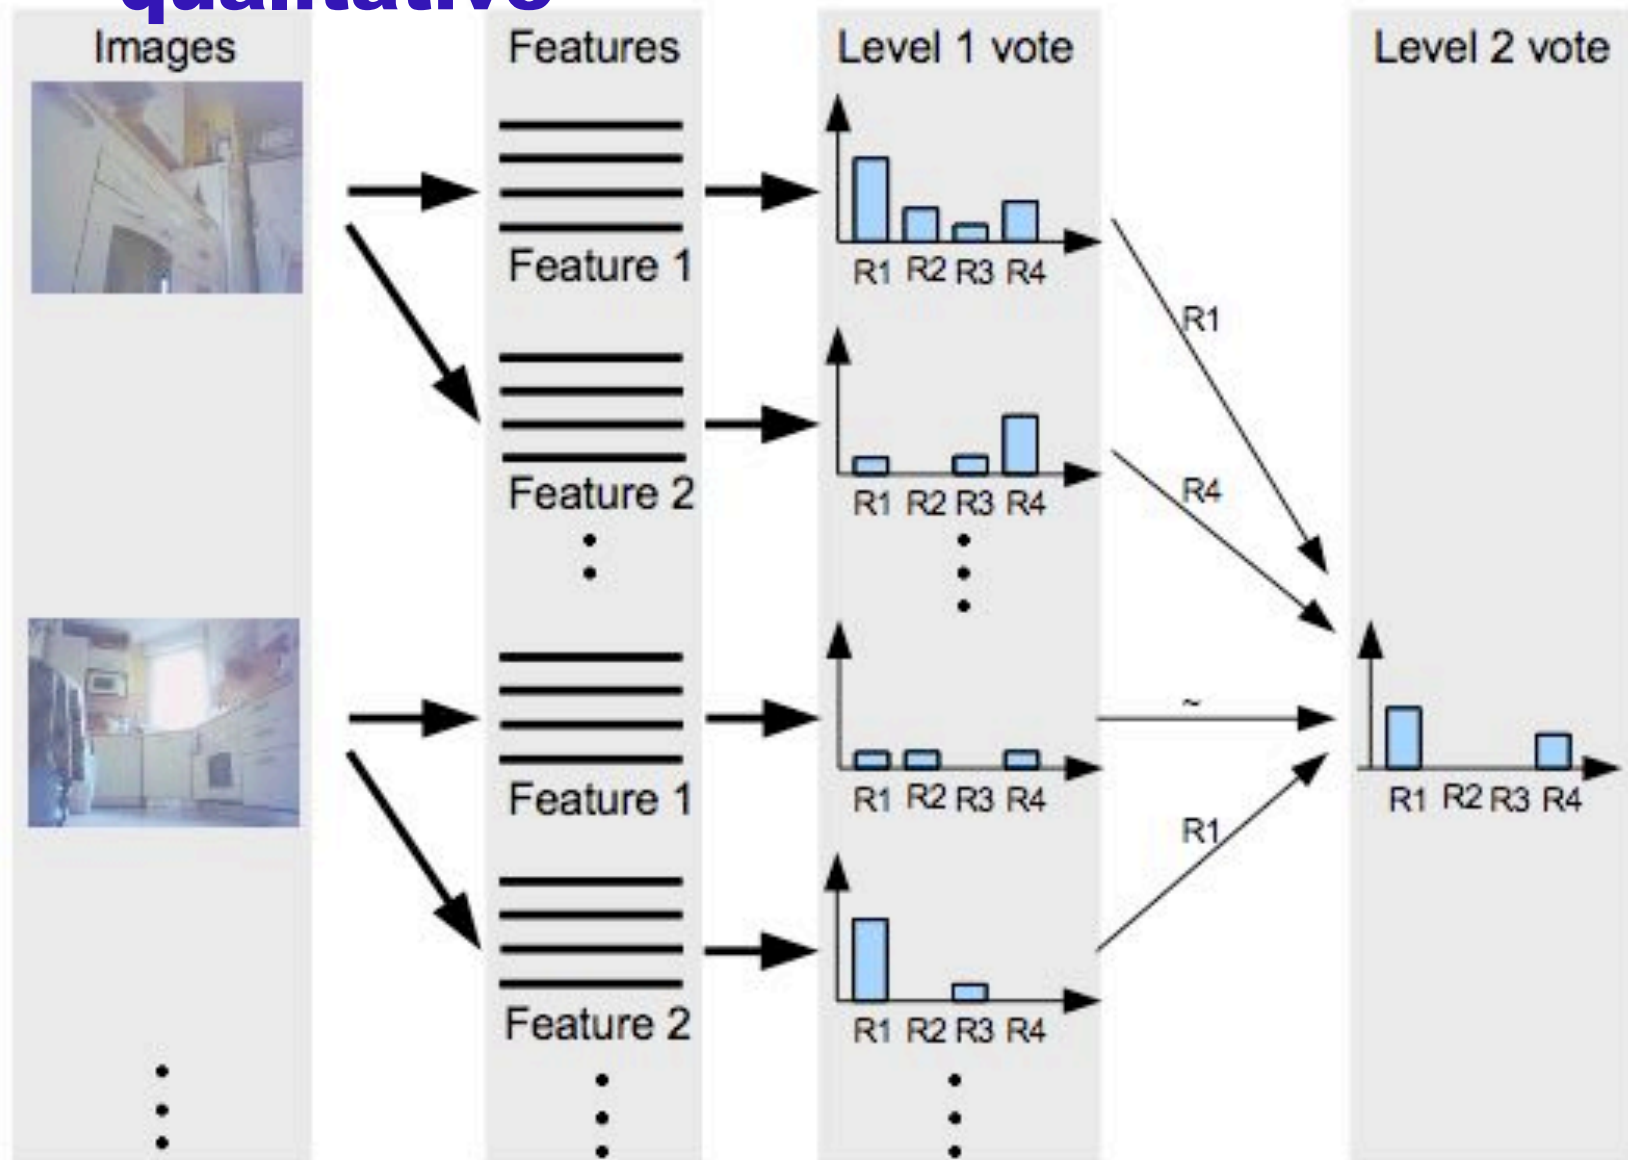 qualitative
Images
Features
Level 1 vote
Level 2 vote
Feature 1
R1 R2 R3 R4
R1
Feature 2
R1 R2 R3 R4
R4
Feature 1
R1 R2 R3 R4
~
R1 R2 R3 R4
Feature 2
R1 R2 R3 R4
R1